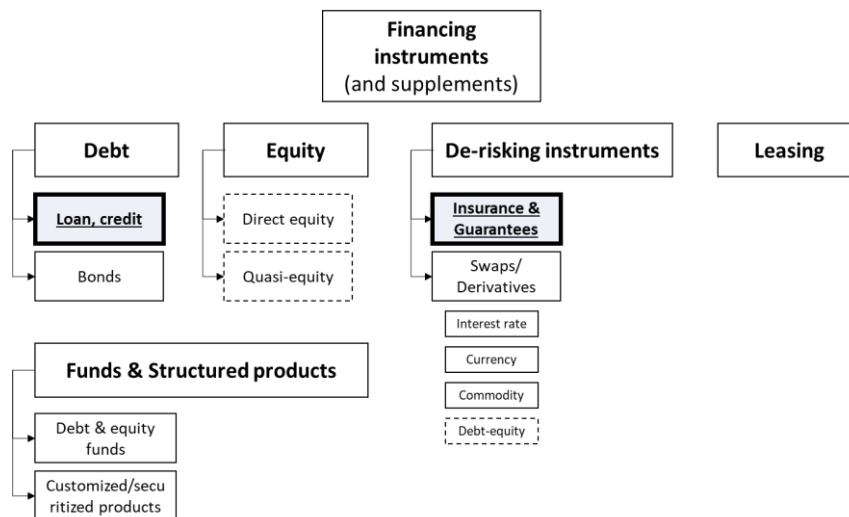 Financing
instruments
(and supplements)
Debt
Equity
De-risking instruments
Leasing
Loan, credit
Direct equity
Insurance &
Guarantees
Bonds
Quasi-equity
Swaps/
Derivatives
Interest rate
Currency
Commodity
Debt-equity
Funds & Structured products
Debt & equity
funds
Customized/secu
ritized products